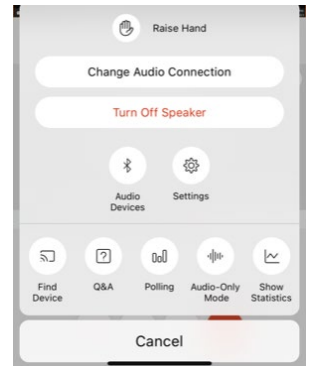 Raise Hand
Change Audio Connection
Turn Off Speaker
Audio
Devices
Settings
Find
Device
Q&A
Polling
Audio-Only
Mode
Show
Statistics
Cancel